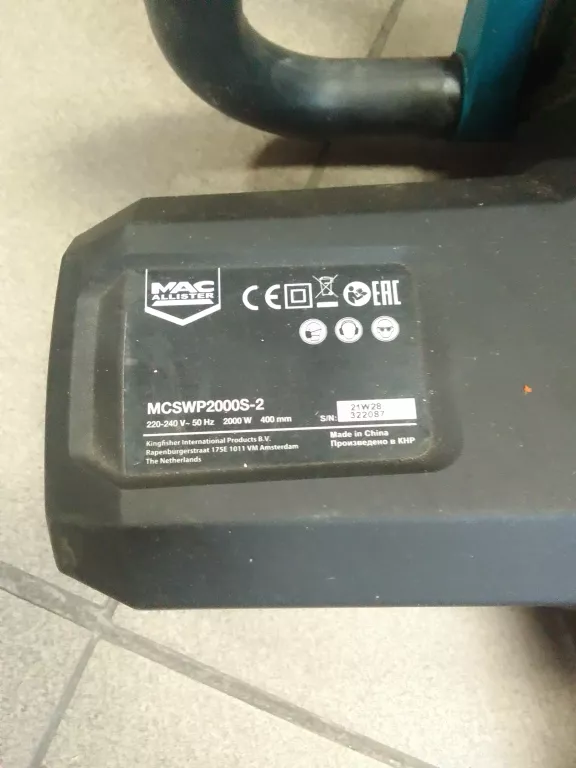 MAC
ALLISTER
CE EAC
MCSWP2000S-2
220-240 V~ 50 Hz 2000 W 400 mm
S/N: 21W28
322087
Kingfisher International Products B.V.
Rapenburgerstraat 175E 1011 VM Amsterdam
The Netherlands
Made in China
Произведено в КНР